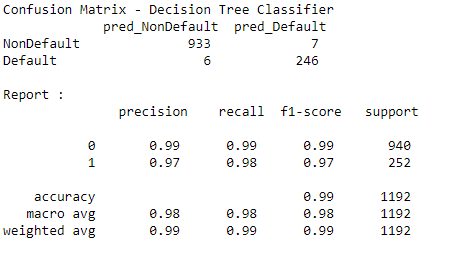 Confusion Matrix - Decision Tree Classifier
pred_NonDefault pred_Default
NonDefault 933 7
Default 6 246
Report :
precision recall f1-score support
0 0.99 0.99 0.99 940
1 0.97 0.98 0.97 252
accuracy 0.99 1192
macro avg 0.98 0.98 0.98 1192
weighted avg 0.99 0.99 0.99 1192